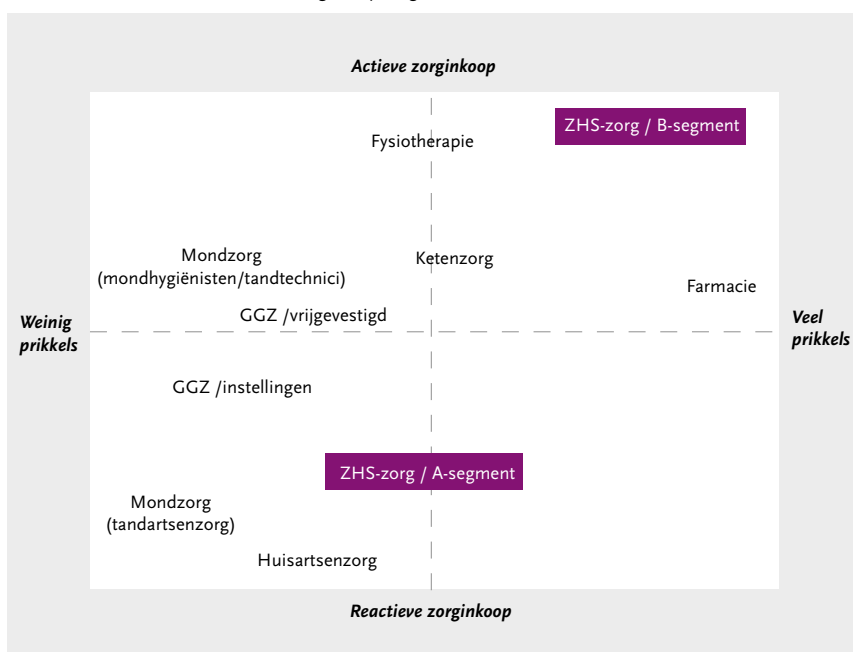 Actieve zorginkoop
ZHS-zorg / B-segment
Fysiotherapie
Mondzorg
(mondhygiënisten/tandtechnici)
Ketenzorg
Farmacie
GGZ /vrijgevestigd
Weinig
prikkels
Veel
prikkels
GGZ /instellingen
ZHS-zorg / A-segment
Mondzorg
(tandartsenzorg)
Huisartsenzorg
Reactieve zorginkoop